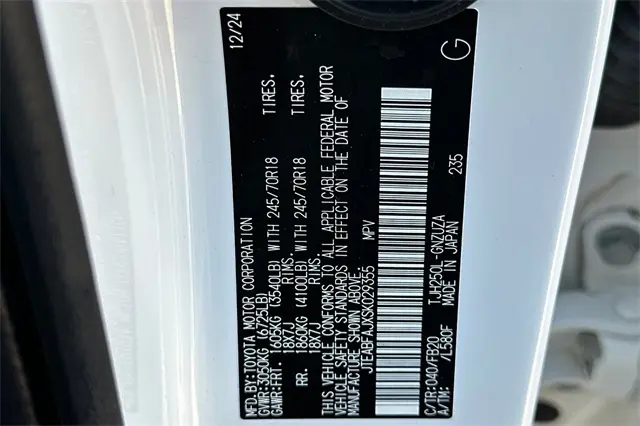 MFD.BY:TOYOTA MOTOR CORPORATION 12/24
GVWR:3050KG (6725LB)
GAWR:FRT. 1605KG (3540LB) WITH 245/70R18 TIRES.
18X7J RIMS.
RR. 1860KG (4100LB) WITH 245/70R18 TIRES.
18X7J RIMS.
THIS VEHICLE CONFORMS TO ALL APPLICABLE FEDERAL MOTOR
VEHICLE SAFETY STANDARDS IN EFFECT ON THE DATE OF
MANUFACTURE SHOWN ABOVE.
JTEABFAJXSK029355 MPV
C/TR:040/FB20 TJH250L-GNZUZA 235
A/TM: /L580F MADE IN JAPAN
G